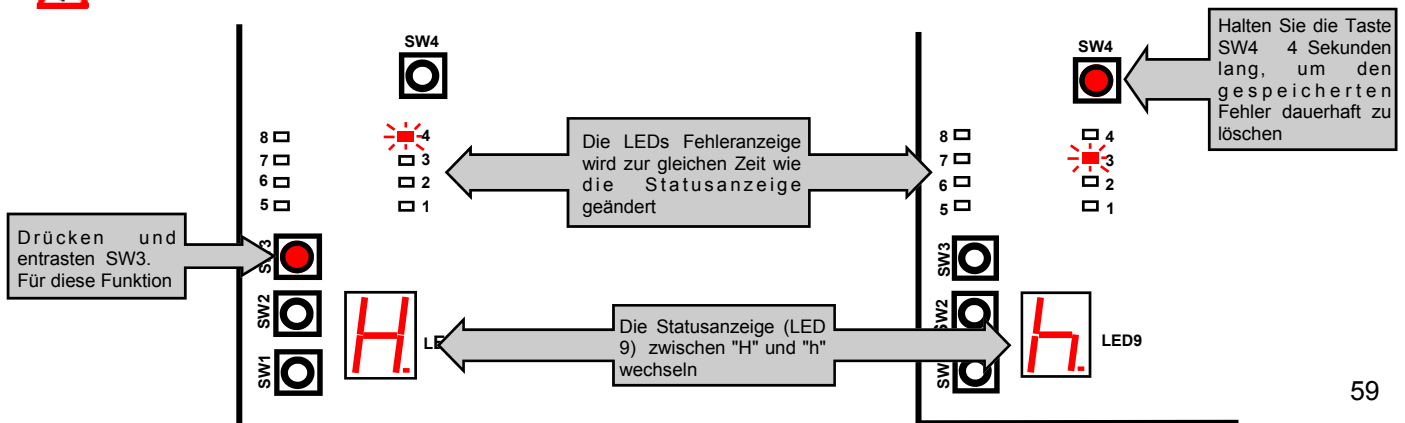 SW4
8
7
6
5
4
3
2
1
Drücken und
entrasten SW3.
Für diese Funktion
SW2
SW1
H.
Die LEDs Fehleranzeige
wird zur gleichen Zeit wie
die Statusanzeige
geändert
Die Statusanzeige (LED
9) zwischen "H" und "h"
wechseln
SW4
Halten Sie die Taste
SW4 4 Sekunden
lang, um den
gespeicherten
Fehler dauerhaft zu
löschen
8
7
6
5
4
3
2
1
SW3
SW2
h.
LED9
59